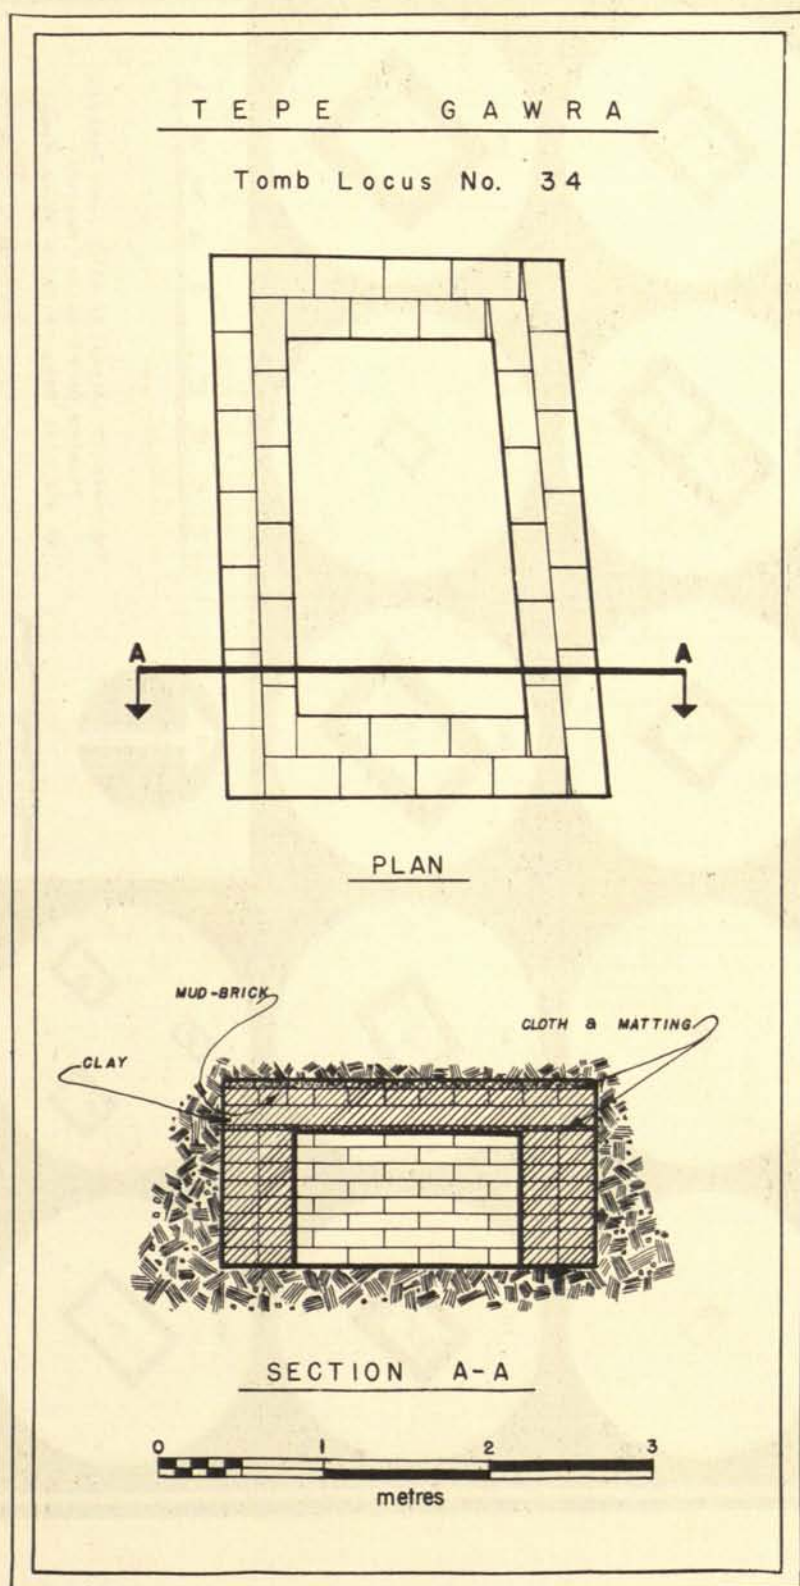 TEPE GAWRA
Tomb Locus No. 34
A A
PLAN
MUD-BRICK
CLOTH & MATTING
CLAY
SECTION A-A
0 1 2 3
metres